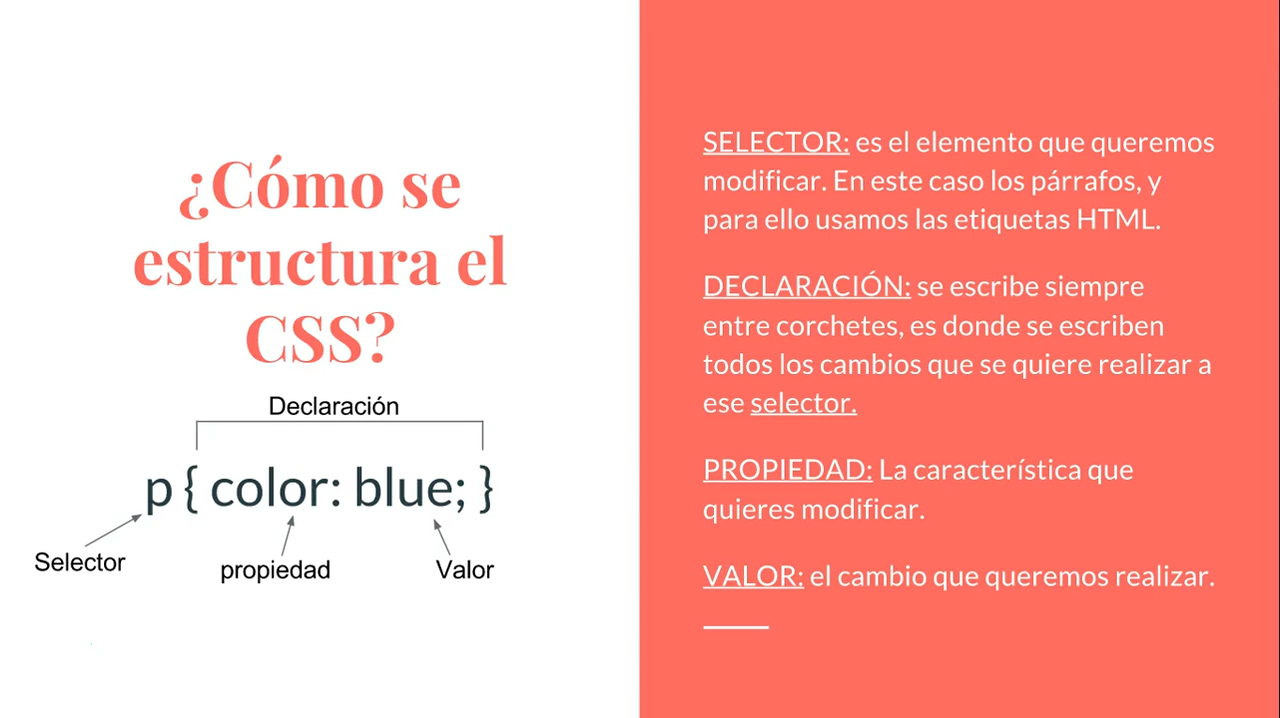 ¿Cómo se
estructura el
CSS?
Declaración
p { color: blue; }
Selector
propiedad
Valor
SELECTOR: es el elemento que queremos
modificar. En este caso los párrafos, y
para ello usamos las etiquetas HTML.
DECLARACIÓN: se escribe siempre
entre corchetes, es donde se escriben
todos los cambios que se quiere realizar a
ese selector.
PROPIEDAD: La característica que
quieres modificar.
VALOR: el cambio que queremos realizar.